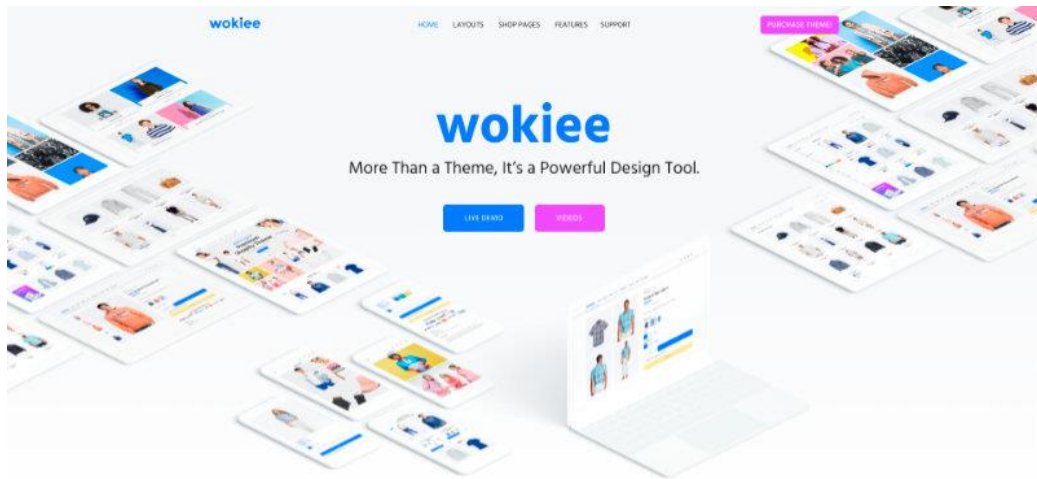 wokiee
HOME LAYOUTS SHOP PAGES FEATURES SUPPORT
PURCHASE THEME!
wokiee
More Than a Theme, It's a Powerful Design Tool.
LIVE DEMO
VIDEOS